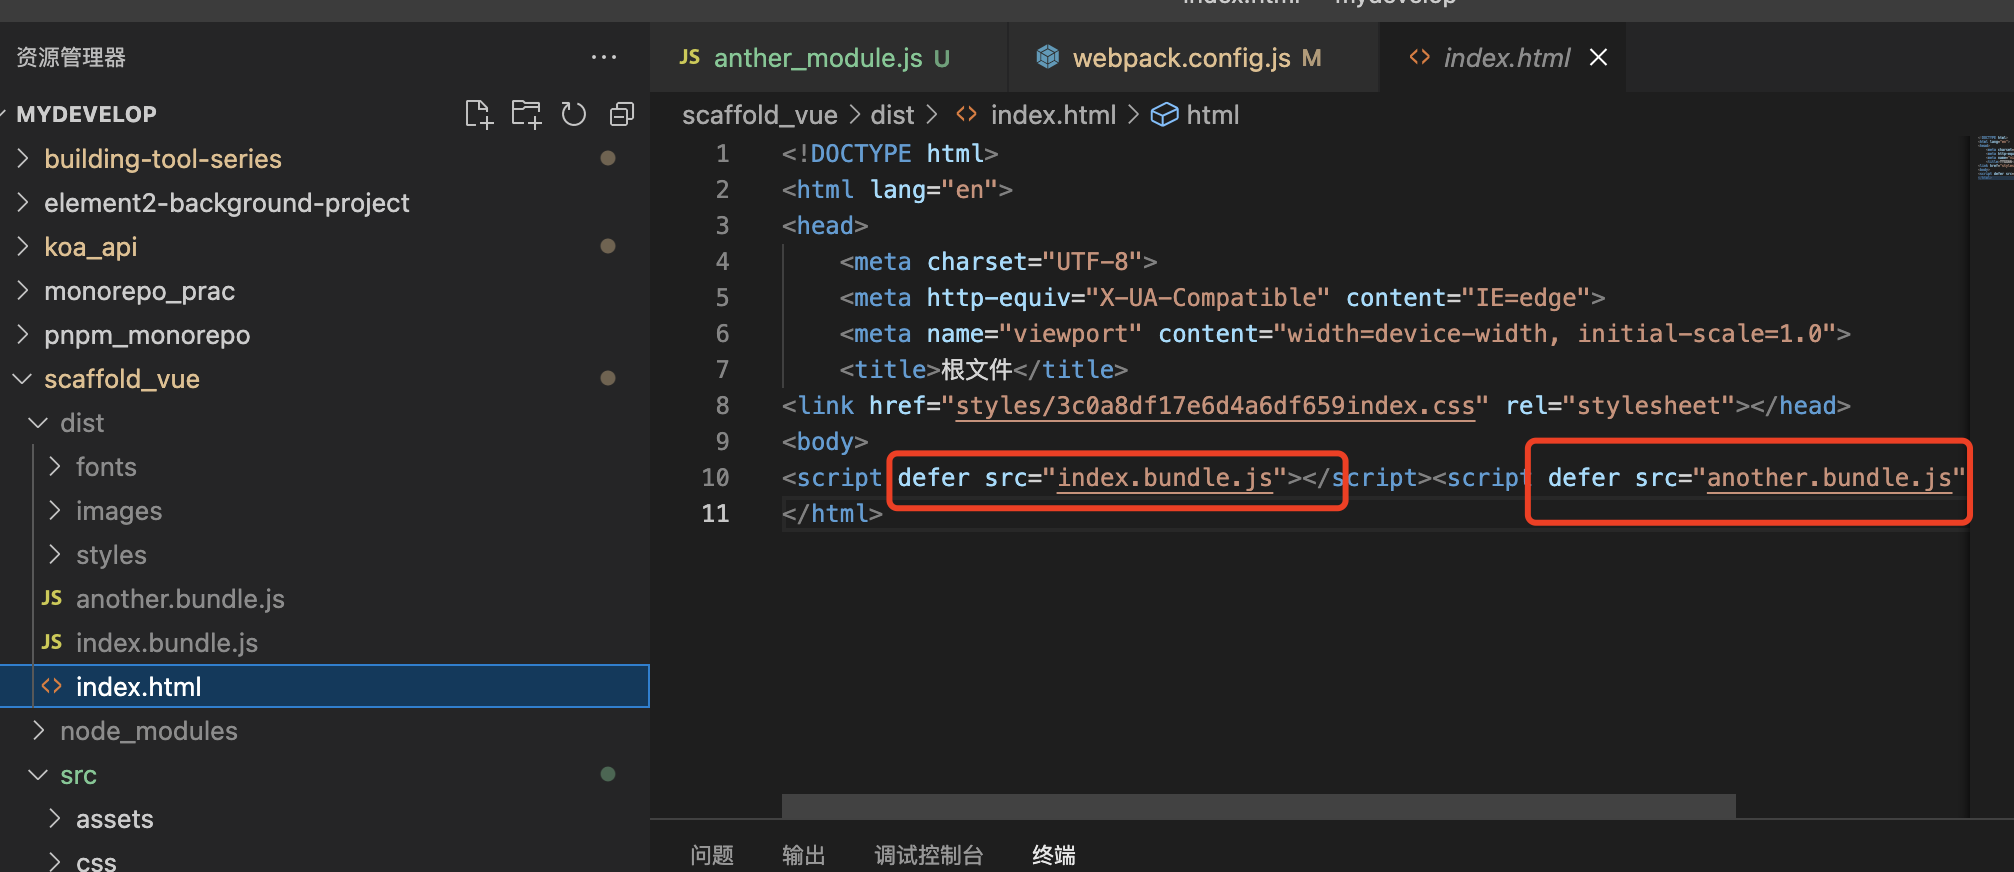 资源管理器
MYDEVELOP
building-tool-series
element2-background-project
koa_api
monorepo_prac
pnpm_monorepo
scaffold_vue
dist
fonts
images
styles
JS another.bundle.js
JS index.bundle.js
<> index.html
node_modules
src
assets
css
index.html — mydevelop
JS anther_module.js U
webpack.config.js M
<> index.html
scaffold_vue > dist > <> index.html > html
1 <!DOCTYPE html>
2 <html lang="en">
3 <head>
4 <meta charset="UTF-8">
5 <meta http-equiv="X-UA-Compatible" content="IE=edge">
6 <meta name="viewport" content="width=device-width, initial-scale=1.0">
7 <title>根文件</title>
8 <link href="styles/3c0a8df17e6d4a6df659index.css" rel="stylesheet"></head>
9 <body>
10 <script defer src="index.bundle.js"></script><script defer src="another.bundle.js"
11 </html>
问题 输出 调试控制台 终端